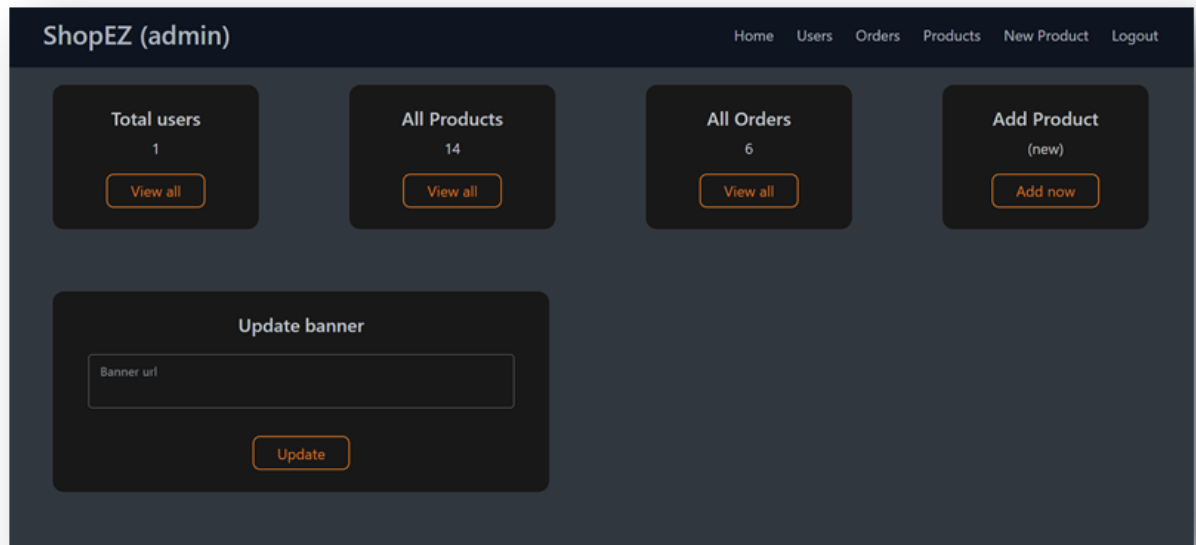 ShopEZ (admin)
Home Users Orders Products New Product Logout
Total users
1
View all
All Products
14
View all
All Orders
6
View all
Add Product
(new)
Add now
Update banner
Banner url
Update